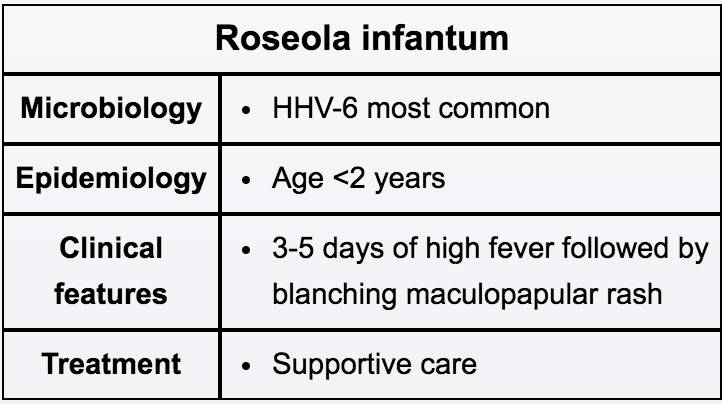 Roseola infantum
Microbiology
• HHV-6 most common
Epidemiology
• Age <2 years
Clinical
features
• 3-5 days of high fever followed by
blanching maculopapular rash
Treatment
• Supportive care